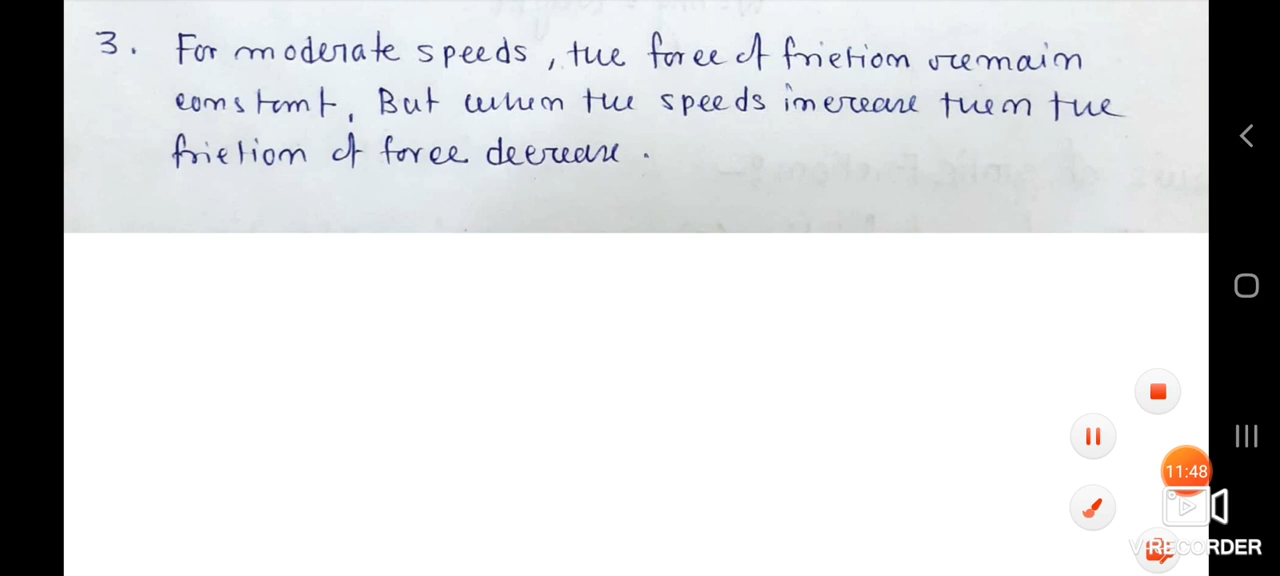 3. For moderate speeds, the force of friction remain
constant, But when the speeds increase then the
friction of force decrease.
11:48
V RECORDER